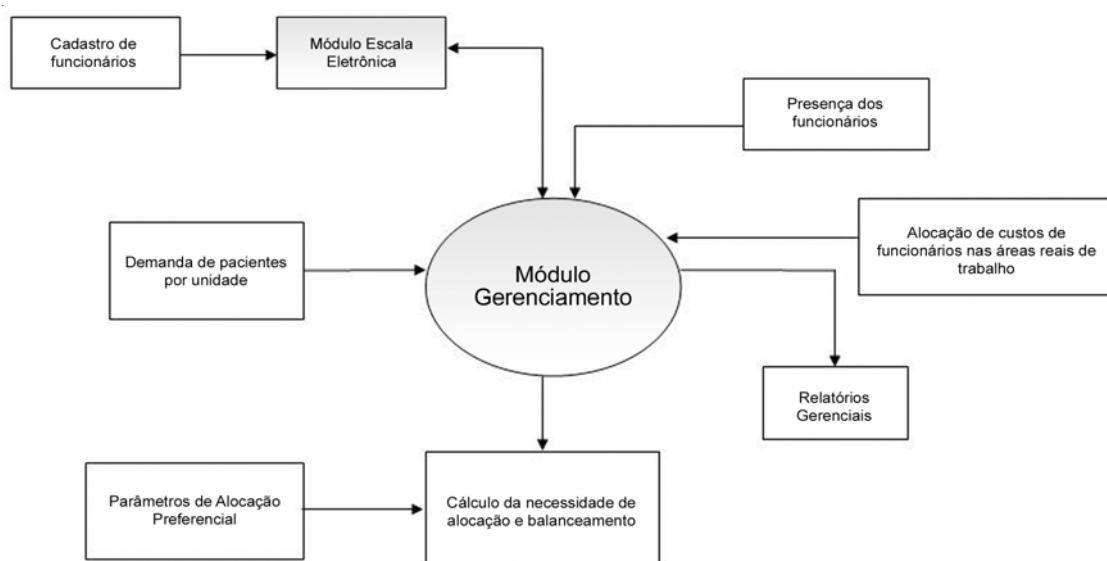 Cadastro de
funcionários
Módulo Escala
Eletrônica
Presença dos
funcionários
Demanda de pacientes
por unidade
Módulo
Gerenciamento
Alocação de custos de
funcionários nas áreas reais de
trabalho
Relatórios
Gerenciais
Parâmetros de Alocação
Preferencial
Cálculo da necessidade de
alocação e balanceamento